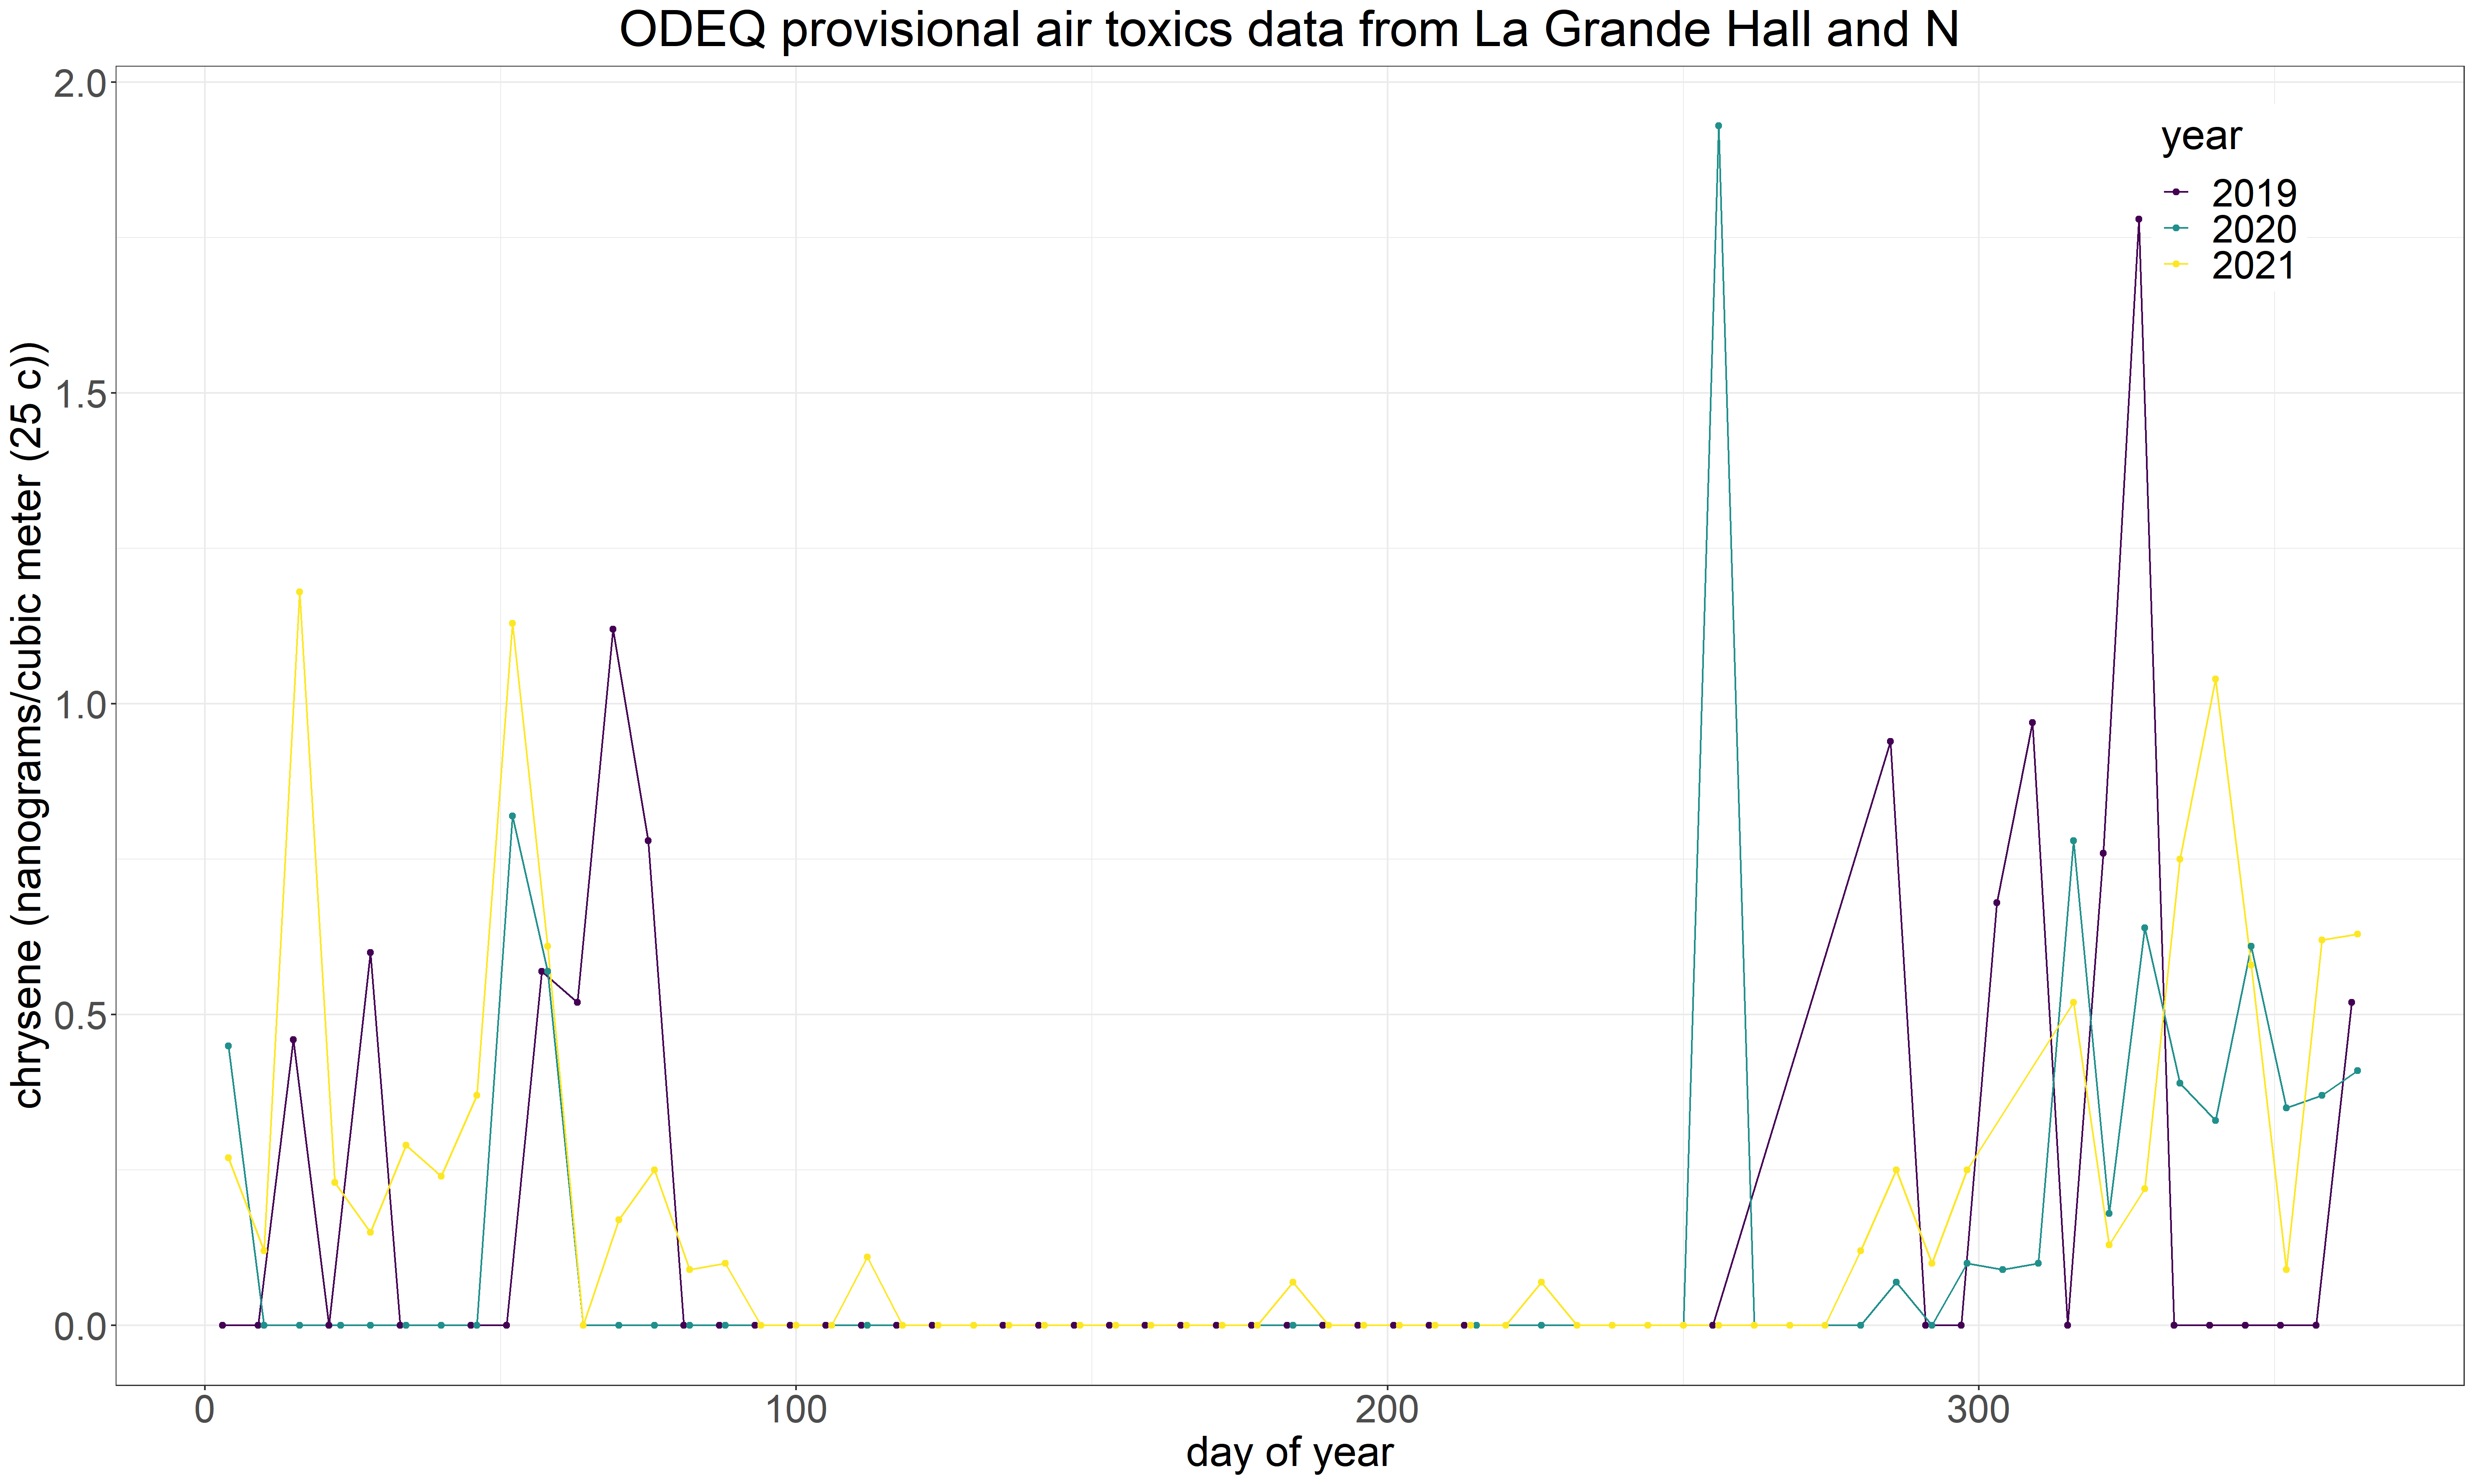 ODEQ provisional air toxics data from La Grande Hall and N
chrysene (nanograms/cubic meter (25 c))
2.0
1.5
1.0
0.5
0.0
year
2019
2020
2021
0 100 200 300
day of year